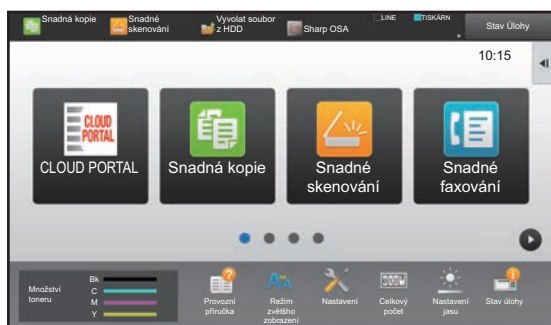 Snadná kopie
Snadné
skenování
Vyvolat soubor
z HDD
Sharp OSA
LINE
TISKÁRN
Stav Úlohy
10:15
CLOUD
PORTAL
CLOUD PORTAL
Snadná kopie
Snadné
skenování
Snadné
faxování
Množství
toneru
Bk
C
M
Y
Provozní
příručka
Režim
zvětšho
zobrazení
Nastavení
Celkový
počet
Nastavení
jasu
Stav úlohy